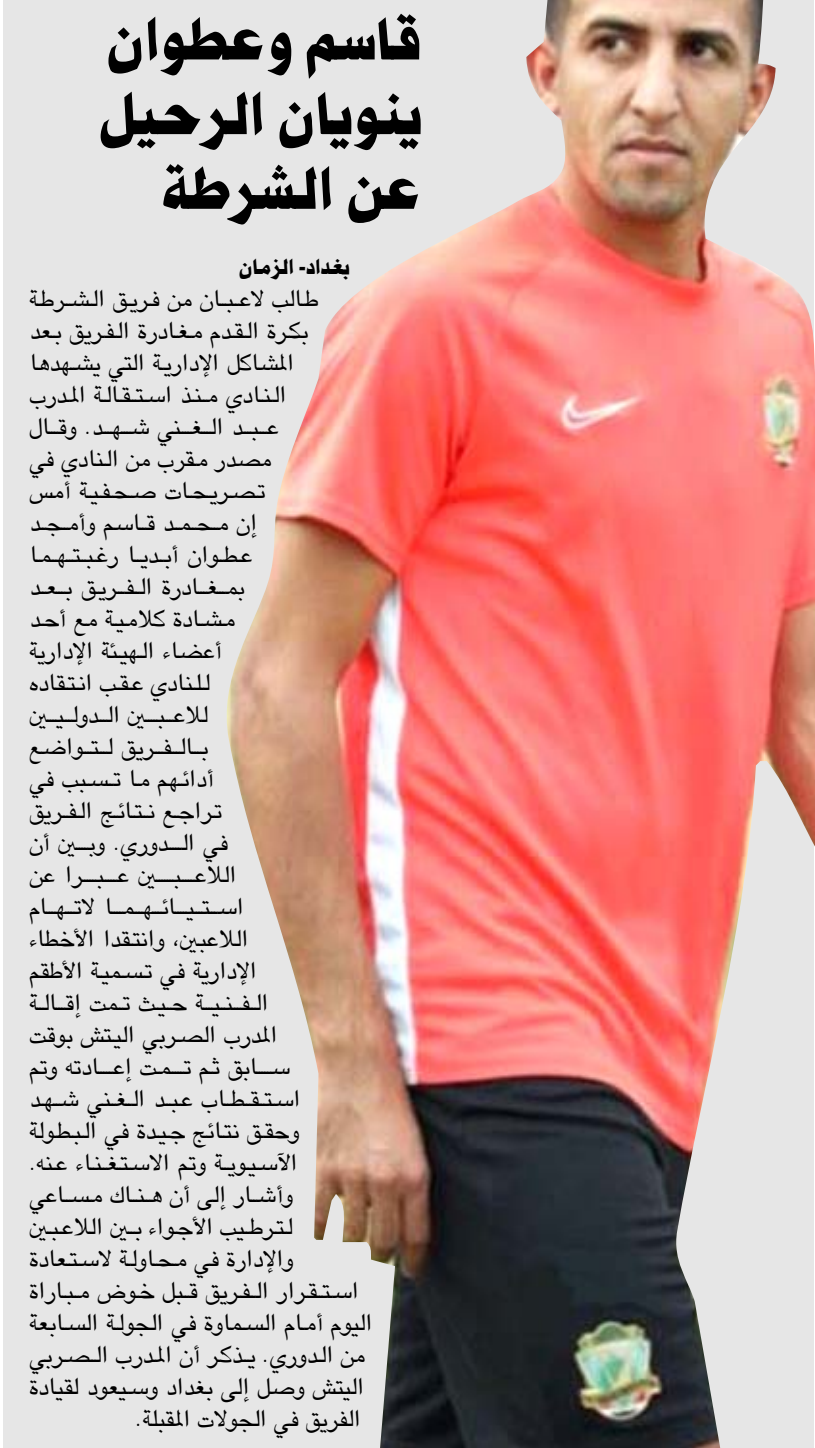 قاسم وعطوان
ينويان الرحيل
عن الشرطة
بغداد- الزمان
طالب لاعبان من فريق الشرطة
بكرة القدم مغادرة الفريق بعد
المشاكل الإدارية التي يشهدها
النادي منذ استقالة المدرب
عبد الغني شهد. وقال
مصدر مقرب من النادي في
تصريحات صحفية أمس
إن محمد قاسم وأمجد
عطوان أبديا رغبتهما
بمغادرة الفريق بعد
مشادة كلامية مع أحد
أعضاء الهيئة الإدارية
للنادي عقب انتقاده
للاعبين الدوليين
بالفريق لتواضع
أدائهم ما تسبب في
تراجع نتائج الفريق
في الدوري. وبين أن
اللاعبين عبرا عن
استيائهما لاتهام
اللاعبين، وانتقدا الأخطاء
الإدارية في تسمية الأطقم
الفنية حيث تمت إقالة
المدرب الصربي اليتش بوقت
سابق ثم تمت إعادته وتم
استقطاب عبد الغني شهد
وحقق نتائج جيدة في البطولة
الآسيوية وتم الاستغناء عنه.
وأشار إلى أن هناك مساعي
لترطيب الأجواء بين اللاعبين
والإدارة في محاولة لاستعادة
استقرار الفريق قبل خوض مباراة
اليوم أمام السماوة في الجولة السابعة
من الدوري. يذكر أن المدرب الصربي
اليتش وصل إلى بغداد وسيعود لقيادة
الفريق في الجولات المقبلة.